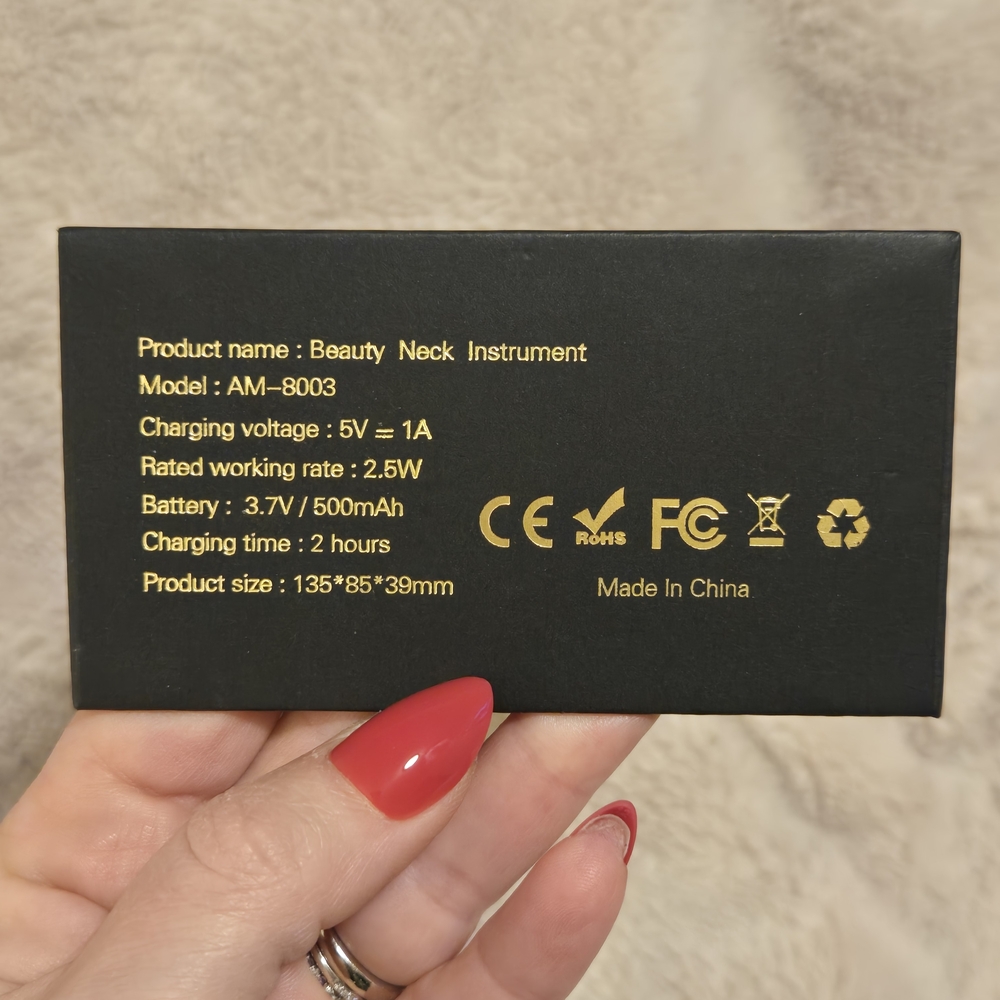 Product name : Beauty Neck Instrument
Model : AM-8003
Charging voltage : 5V = 1A
Rated working rate : 2.5W
Battery : 3.7V / 500mAh
Charging time : 2 hours
Product size : 135*85*39mm
CE RoHS FC
Made In China